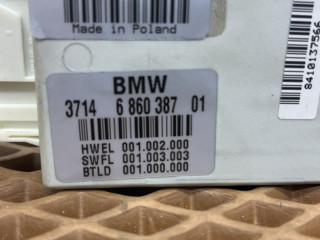 Made in Poland
BMW
3714 6 860 387 01
HWEL 001.002.000
SWFL 001.003.003
BTLD 001.000.000
8410137566